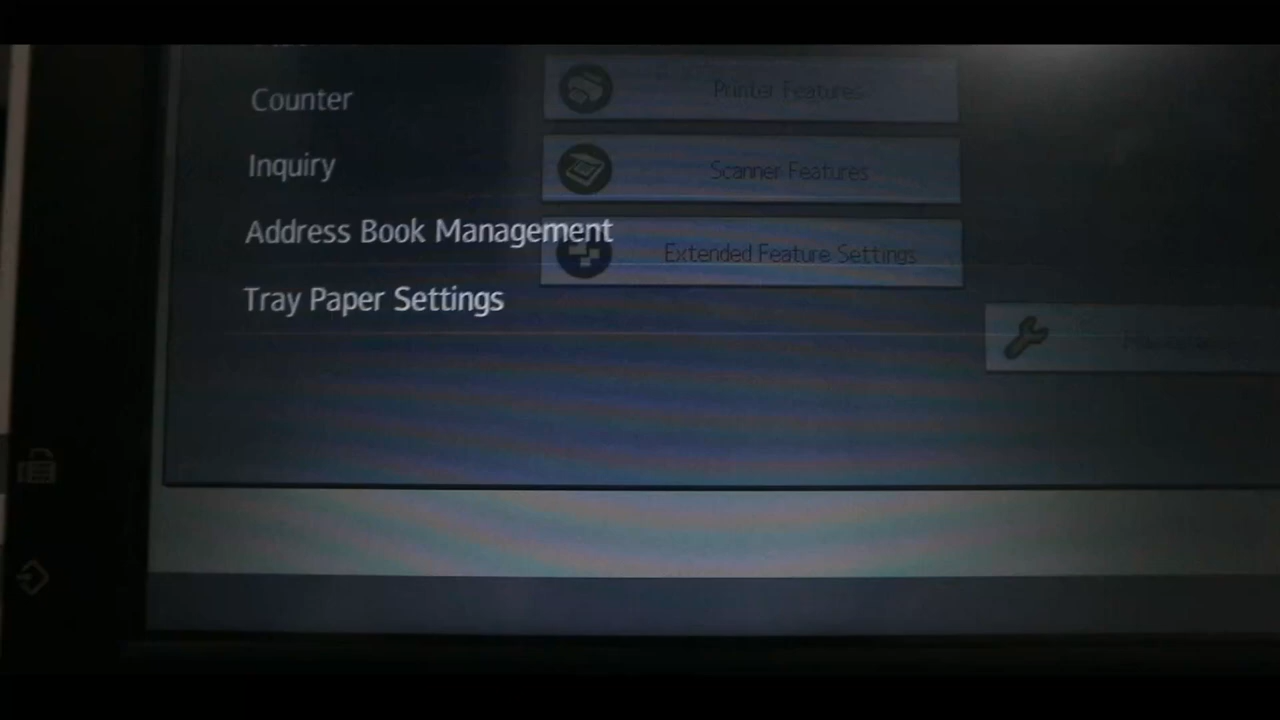 Counter
Printer Features
Inquiry
Scanner Features
Address Book Management
Extended Feature Settings
Tray Paper Settings